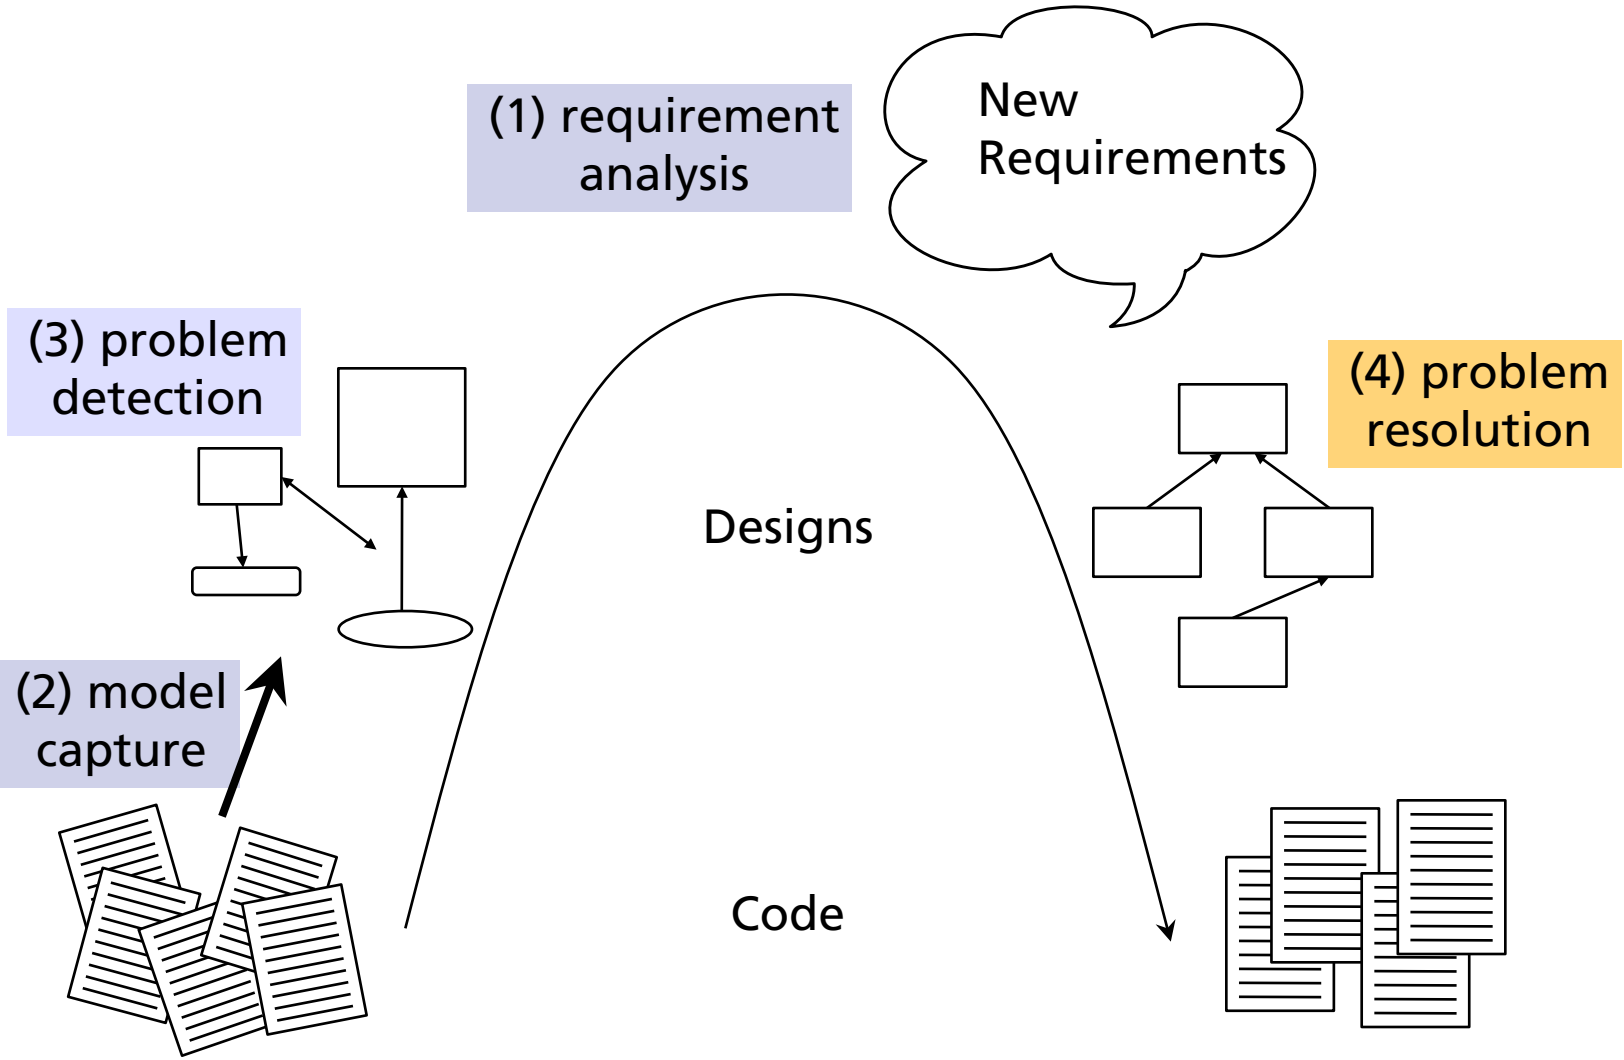 (1) requirement
analysis
New
Requirements
(3) problem
detection
(4) problem
resolution
Designs
(2) model
capture
Code